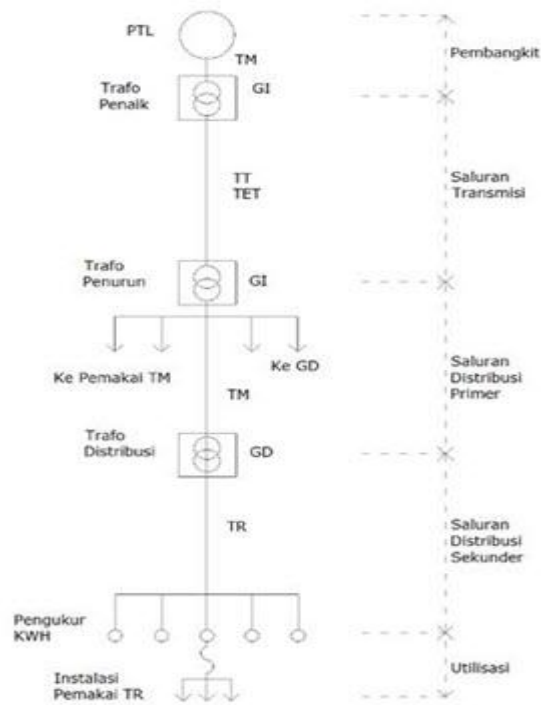 PTL
TM
Pembangkit
Trafo
Penaik
GI
TT
TET
Saluran
Transmisi
Trafo
Penurun
GI
Ke Pemakai TM
Ke GD
TM
Saluran
Distribusi
Primer
Trafo
Distribusi
GD
TR
Saluran
Distribusi
Sekunder
Pengukur
KWH
Instalasi
Pemakai TR
Utilisasi